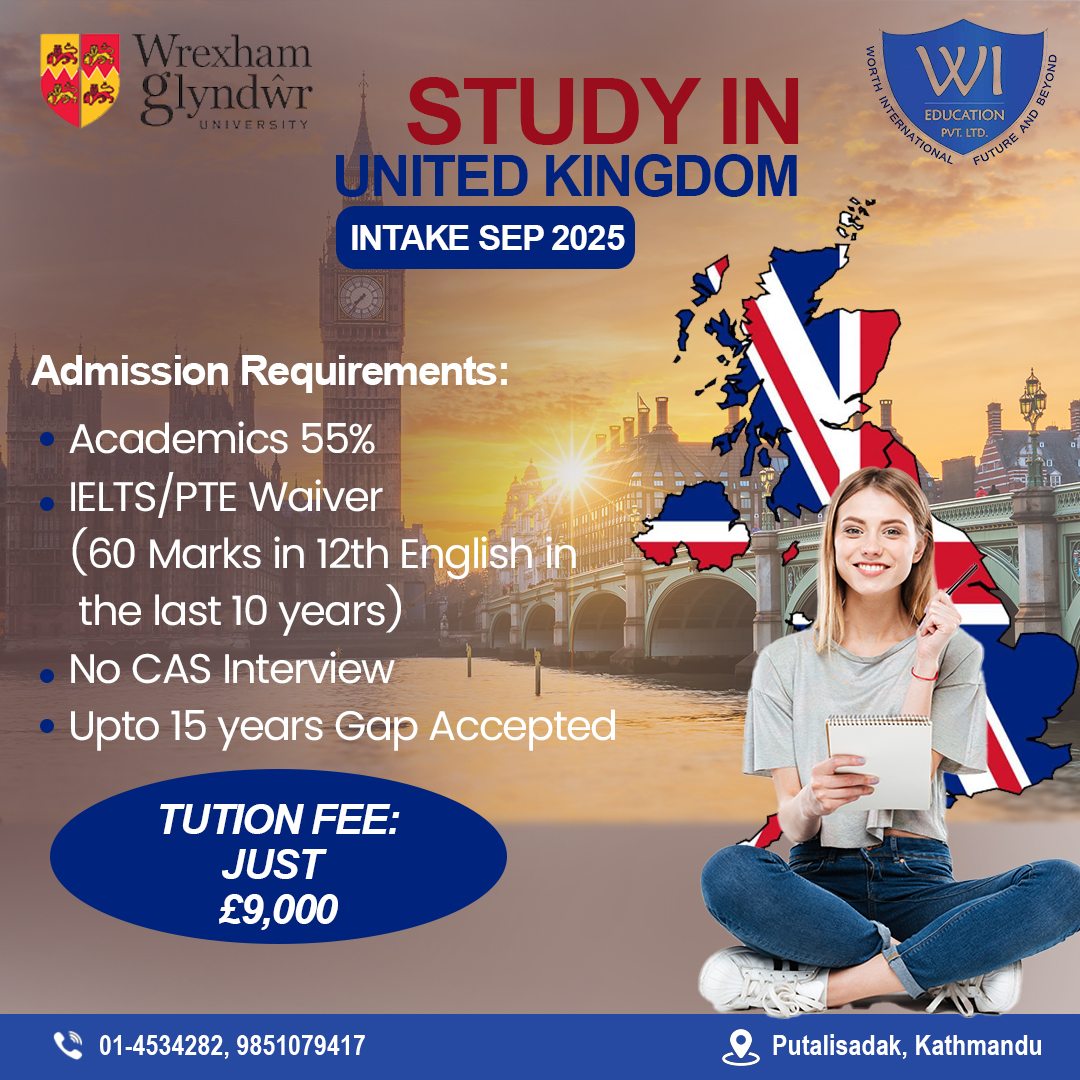 Wrexham
glyndŵr
UNIVERSITY
STUDY IN
UNITED KINGDOM
INTAKE SEP 2025
WI
EDUCATION
PVT. LTD.
WORTH INTERNATIONAL FUTURE AND BEYOND
Admission Requirements:
• Academics 55%
• IELTS/PTE Waiver
(60 Marks in 12th English in
the last 10 years)
• No CAS Interview
• Upto 15 years Gap Accepted
TUTION FEE:
JUST
£9,000
01-4534282, 9851079417
Putalisadak, Kathmandu